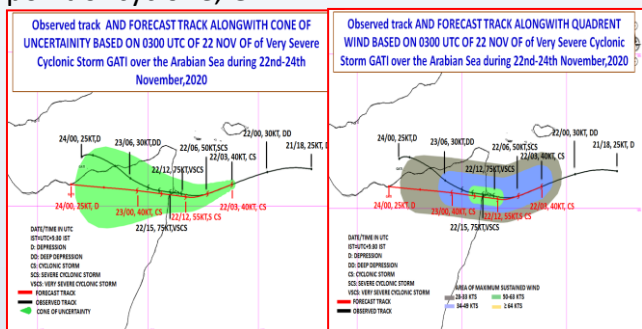 Observed track AND FORECAST TRACK ALONGWITH CONE OF
UNCERTAINITY BASED ON 0300 UTC OF 22 NOV OF of Very Severe
Cyclonic Storm GATI over the Arabian Sea during 22nd-24th
November,2020
24/00, 25KT,D
23/06, 30KT,DD
22/06, 50KT,SCS
22/00, 30KT, DD
21/18, 25KT, D
22/12, 75KT,VSCS
22/03, 40KT, CS
24/00, 25KT, D
23/00, 40KT, CS
22/12, 55KT,S CS
22/03, 40KT, CS
22/15, 75KT,VSCS
DATE/TIME IN UTC
IST=UTC+5:30 IST
D: DEPRESSION
DD: DEEP DEPRESSION
CS: CYCLONIC STORM
SCS: SEVERE CYCLONIC STORM
VSCS: VERY SEVERE CYCLONIC STORM
FORECAST TRACK
OBSERVED TRACK
CONE OF UNCERTAINITY
Observed track AND FORECAST TRACK ALONGWITH QUADRENT
WIND BASED ON 0300 UTC OF 22 NOV OF of Very Severe Cyclonic
Storm GATI over the Arabian Sea during 22nd-24th
November,2020
24/00, 25KT,D
23/06, 30KT,DD
22/06, 50KT,SCS
22/00, 30KT, DD
21/18, 25KT, D
22/12, 75KT,VSCS
22/03, 40KT, CS
24/00, 25KT, D
23/00, 40KT, CS
22/12, 55KT,S CS
22/03, 40KT, CS
22/15, 75KT,VSCS
DATE/TIME IN UTC
IST=UTC+5:30 IST
D: DEPRESSION
DD: DEEP DEPRESSION
CS: CYCLONIC STORM
SCS: SEVERE CYCLONIC STORM
VSCS: VERY SEVERE CYCLONIC STORM
FORECAST TRACK
OBSERVED TRACK
AREA OF MAXIMUM SUSTAINED WIND
28-33 KTS
50-63 KTS
34-49 KTS
≥ 64 KTS